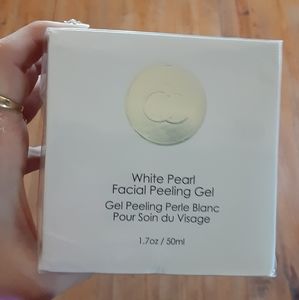 White Pearl
Facial Peeling Gel
Gel Peeling Perle Blanc
Pour Soin du Visage
1.7oz / 50ml